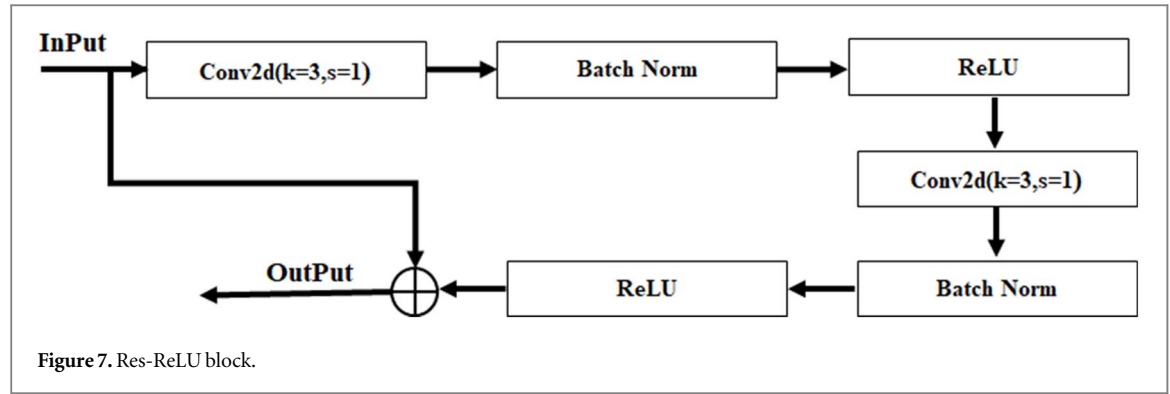 InPut
Conv2d(k=3,s=1)
Batch Norm
ReLU
Conv2d(k=3,s=1)
Batch Norm
ReLU
OutPut
Figure 7. Res-ReLU block.